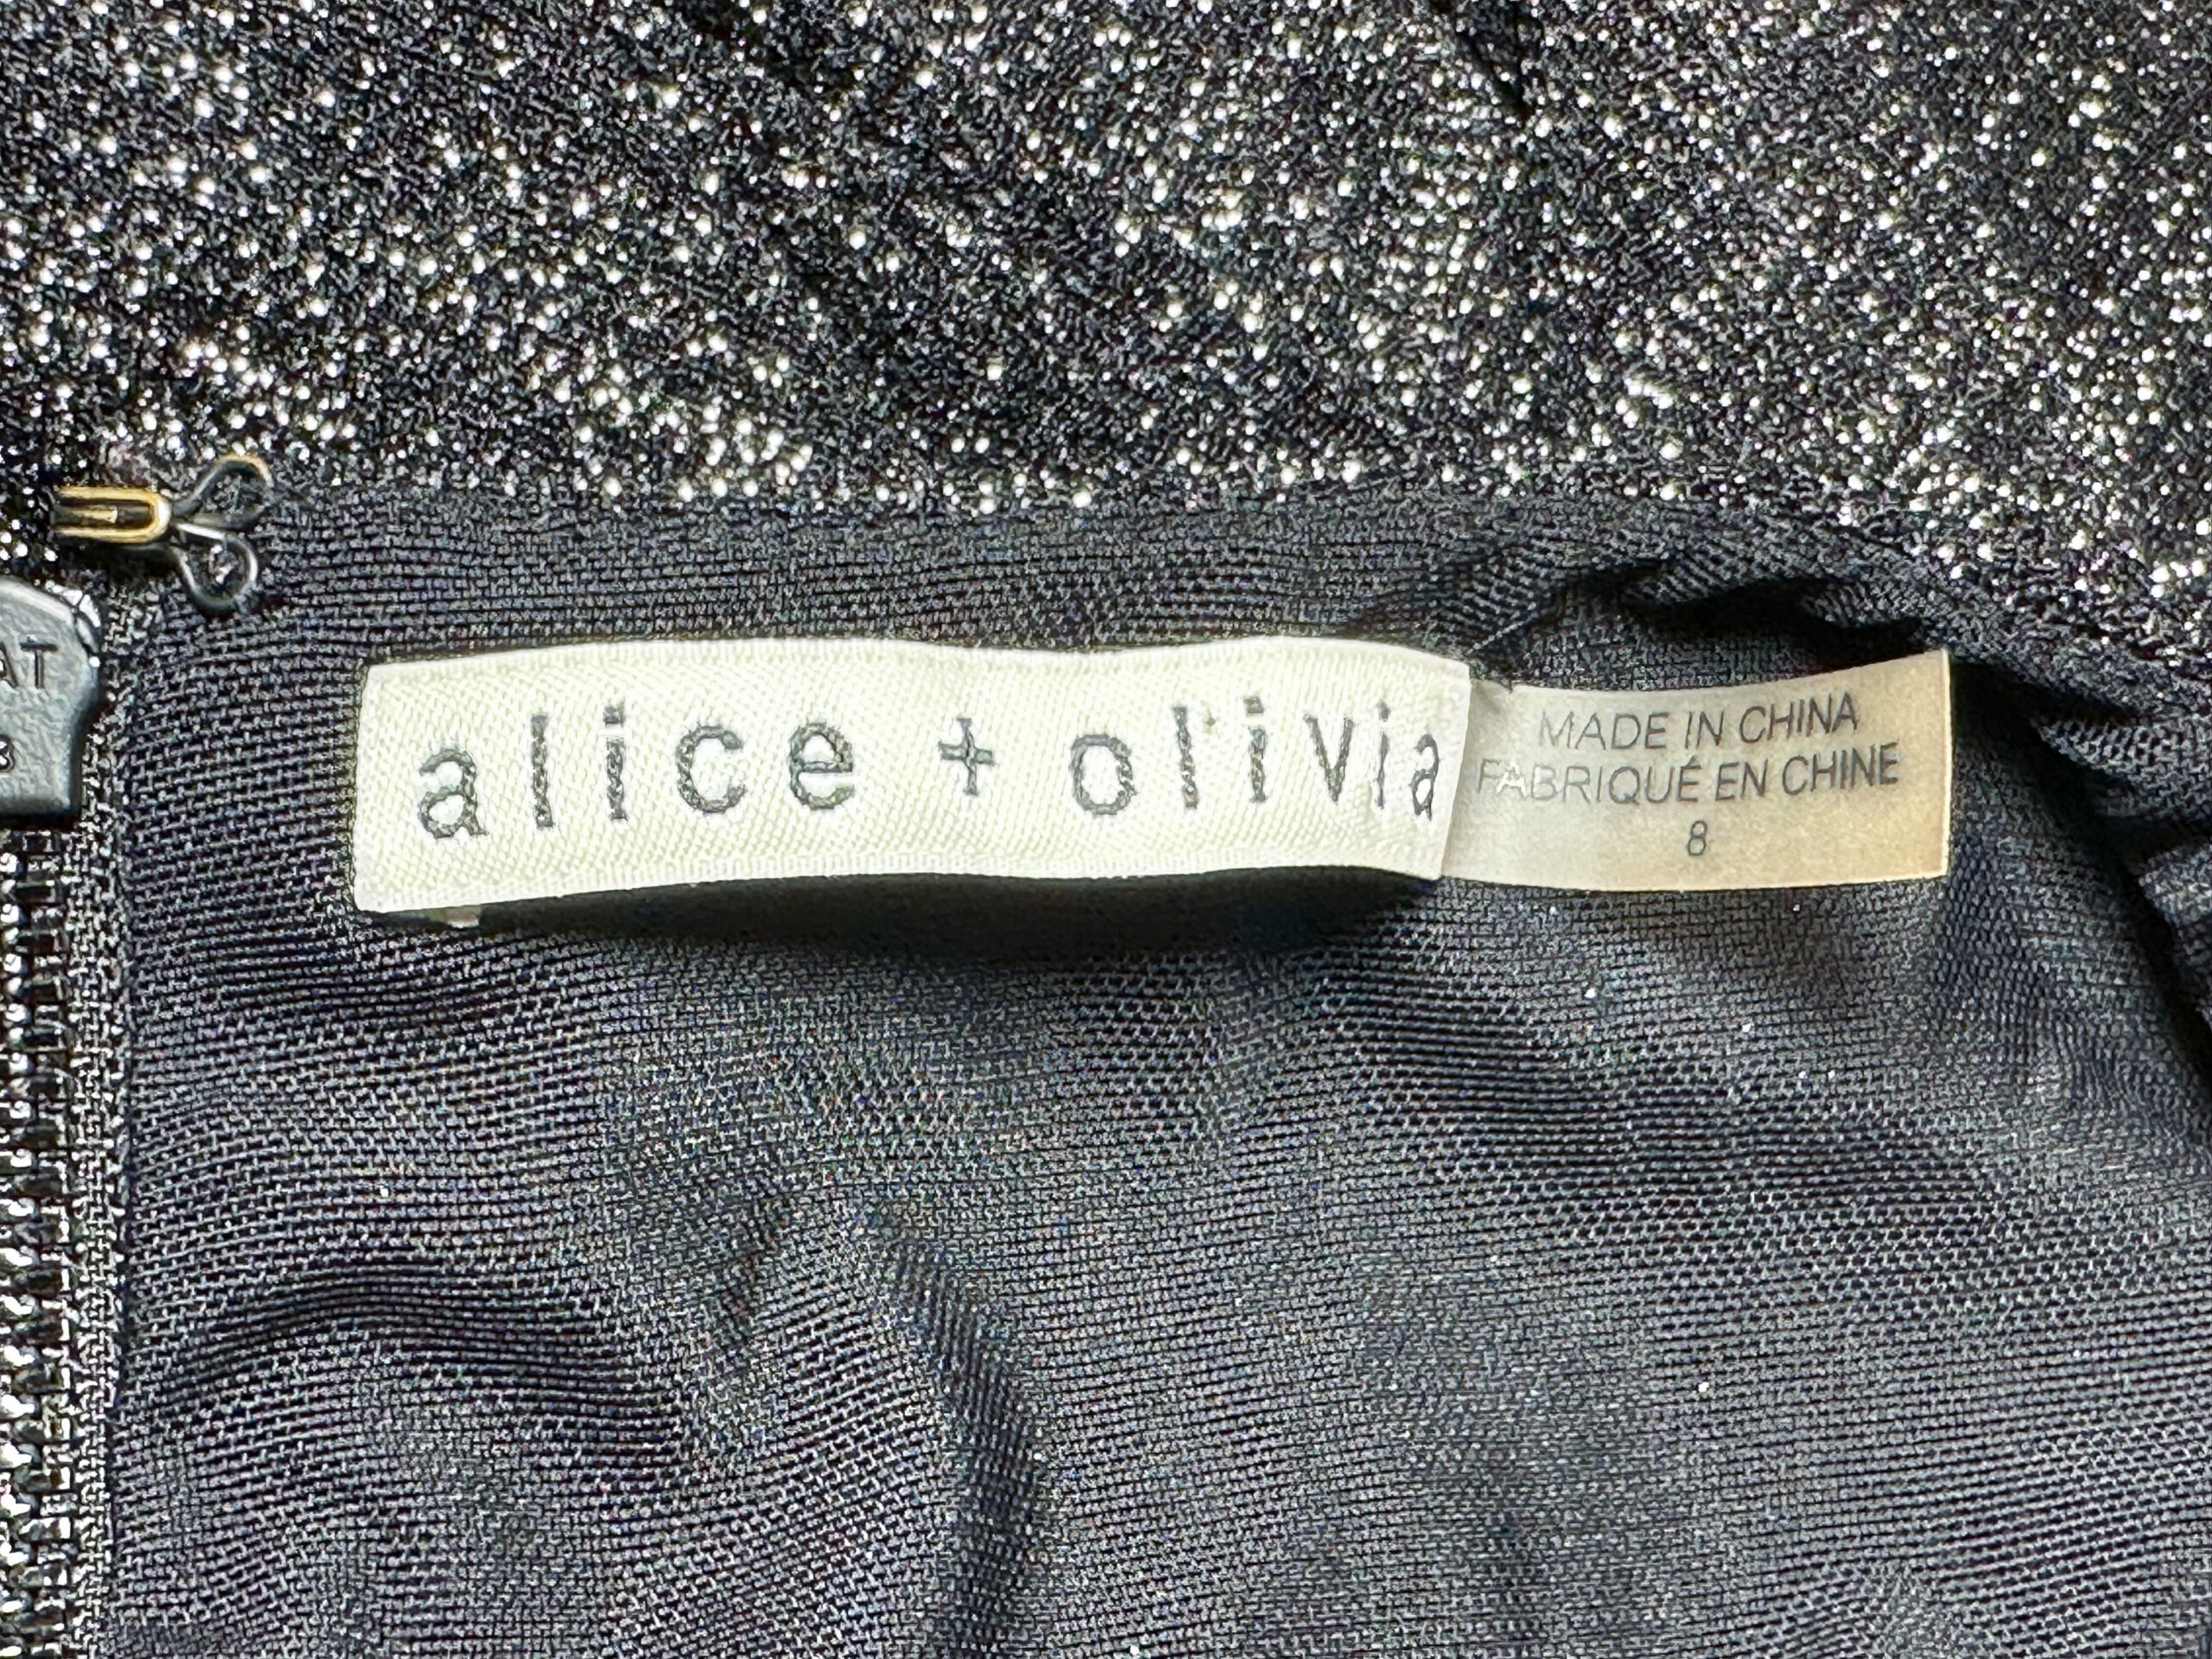 alice + olivia
MADE IN CHINA
FABRIQUÉ EN CHINE
8